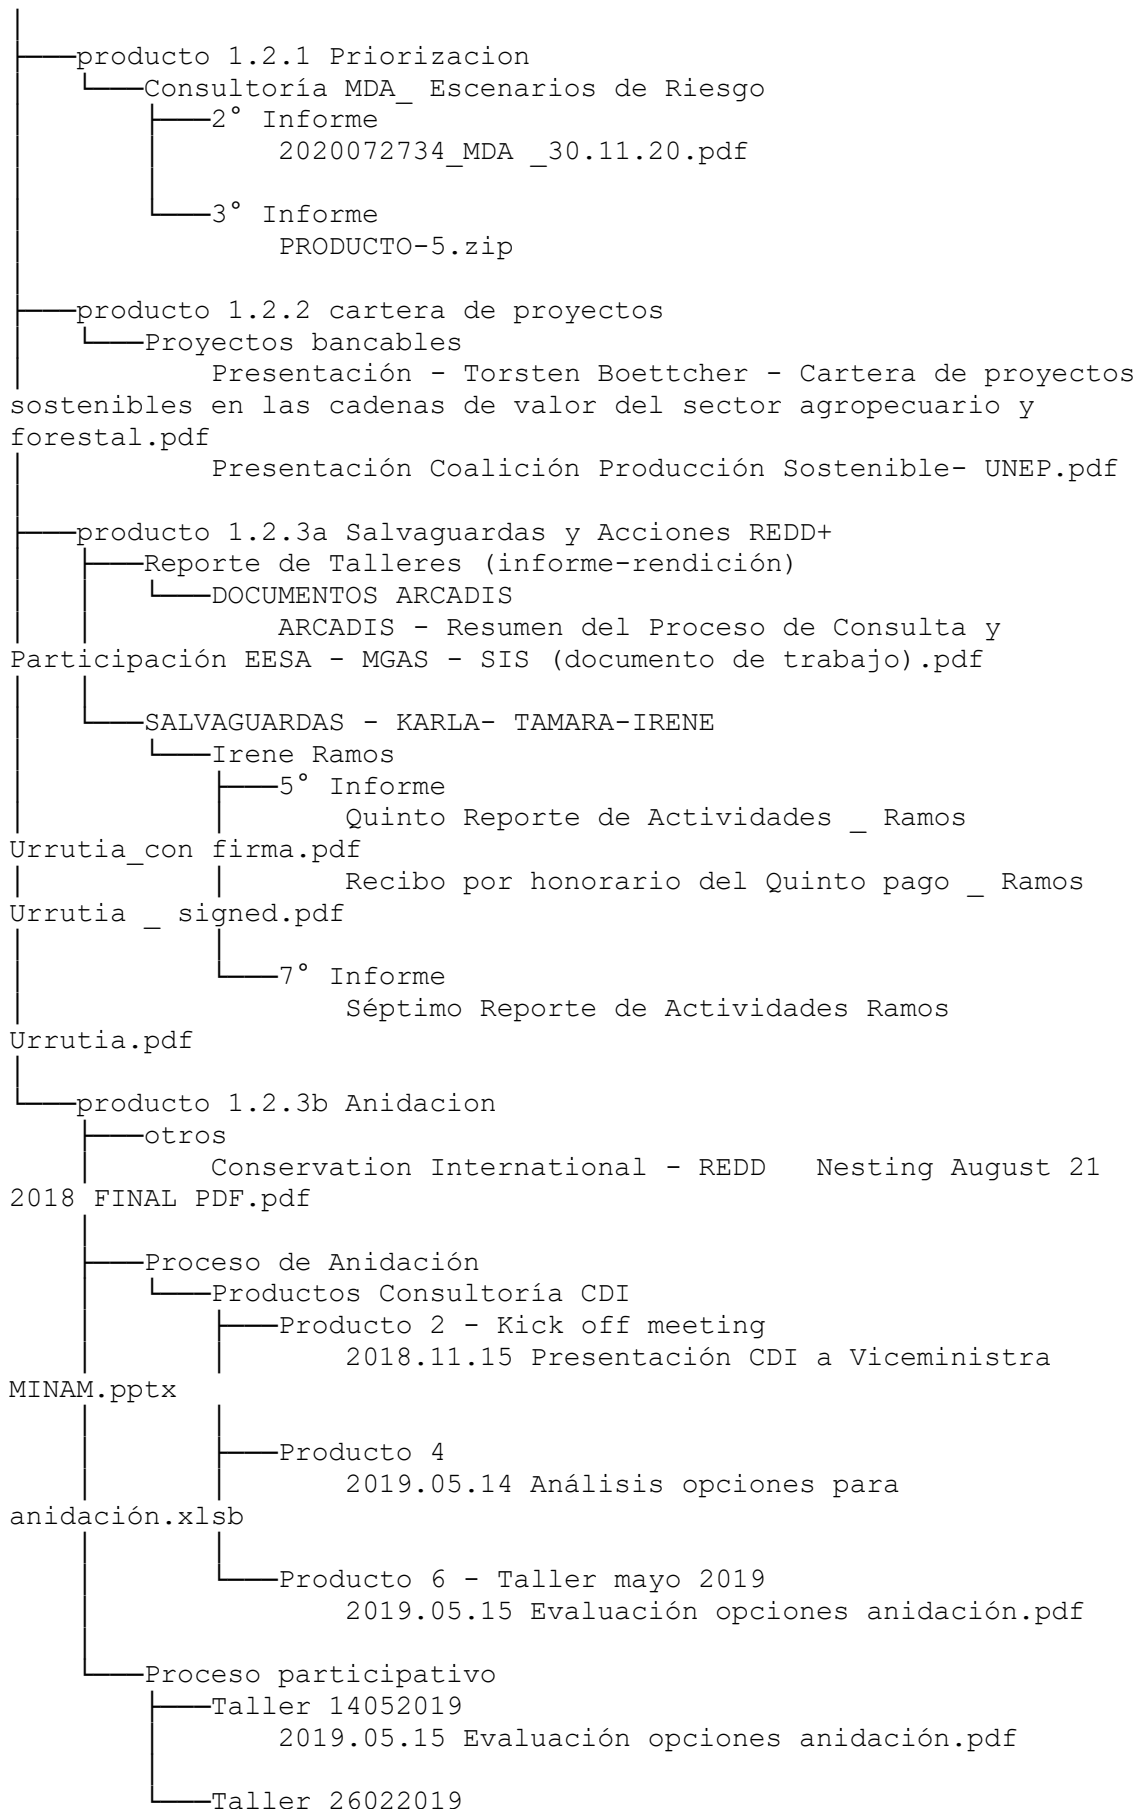 producto 1.2.1 Priorizacion
Consultoría MDA_ Escenarios de Riesgo
2° Informe
2020072734_MDA _30.11.20.pdf
3° Informe
PRODUCTO-5.zip
producto 1.2.2 cartera de proyectos
Proyectos bancables
Presentación - Torsten Boettcher - Cartera de proyectos
sostenibles en las cadenas de valor del sector agropecuario y
forestal.pdf
Presentación Coalición Producción Sostenible- UNEP.pdf
producto 1.2.3a Salvaguardas y Acciones REDD+
Reporte de Talleres (informe-rendición)
DOCUMENTOS ARCADIS
ARCADIS - Resumen del Proceso de Consulta y
Participación EESA - MGAS - SIS (documento de trabajo).pdf
SALVAGUARDAS - KARLA- TAMARA-IRENE
Irene Ramos
5° Informe
Quinto Reporte de Actividades _ Ramos
Urrutia_con firma.pdf
Recibo por honorario del Quinto pago _ Ramos
Urrutia _ signed.pdf
7° Informe
Séptimo Reporte de Actividades Ramos
Urrutia.pdf
producto 1.2.3b Anidacion
otros
Conservation International - REDD   Nesting August 21
2018 FINAL PDF.pdf
Proceso de Anidación
Productos Consultoría CDI
Producto 2 - Kick off meeting
2018.11.15 Presentación CDI a Viceministra
MINAM.pptx
Producto 4
2019.05.14 Análisis opciones para
anidación.xlsb
Producto 6 - Taller mayo 2019
2019.05.15 Evaluación opciones anidación.pdf
Proceso participativo
Taller 14052019
2019.05.15 Evaluación opciones anidación.pdf
Taller 26022019